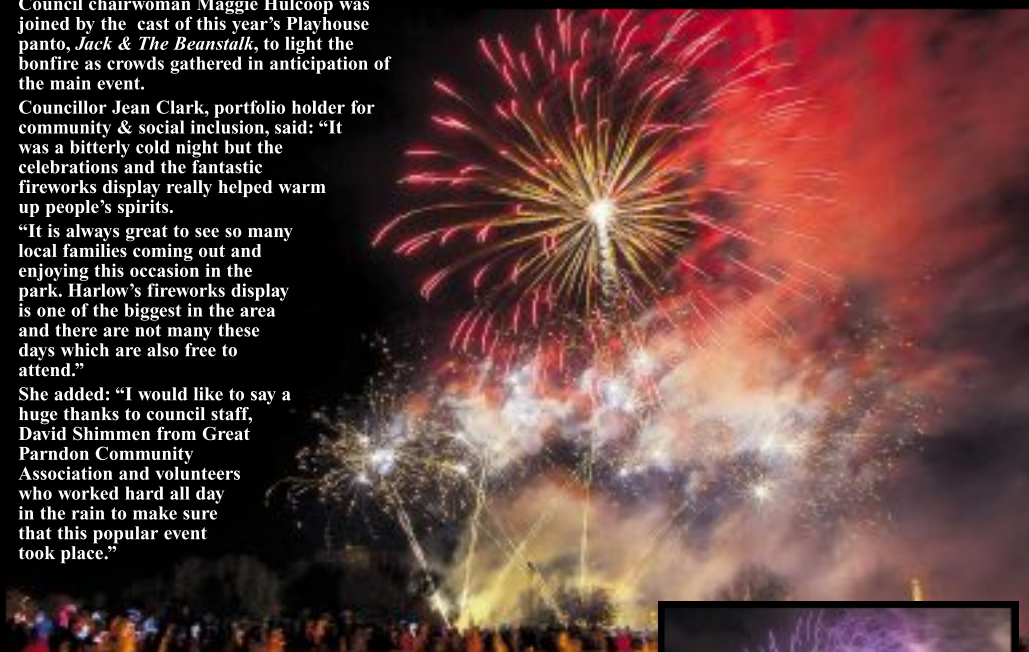 Council chairwoman Maggie Hulcoop was
joined by the cast of this year’s Playhouse
panto, Jack & The Beanstalk, to light the
bonfire as crowds gathered in anticipation of
the main event.
Councillor Jean Clark, portfolio holder for
community & social inclusion, said: “It
was a bitterly cold night but the
celebrations and the fantastic
fireworks display really helped warm
up people’s spirits.
“It is always great to see so many
local families coming out and
enjoying this occasion in the
park. Harlow’s fireworks display
is one of the biggest in the area
and there are not many these
days which are also free to
attend.”
She added: “I would like to say a
huge thanks to council staff,
David Shimmen from Great
Parndon Community
Association and volunteers
who worked hard all day
in the rain to make sure
that this popular event
took place.”